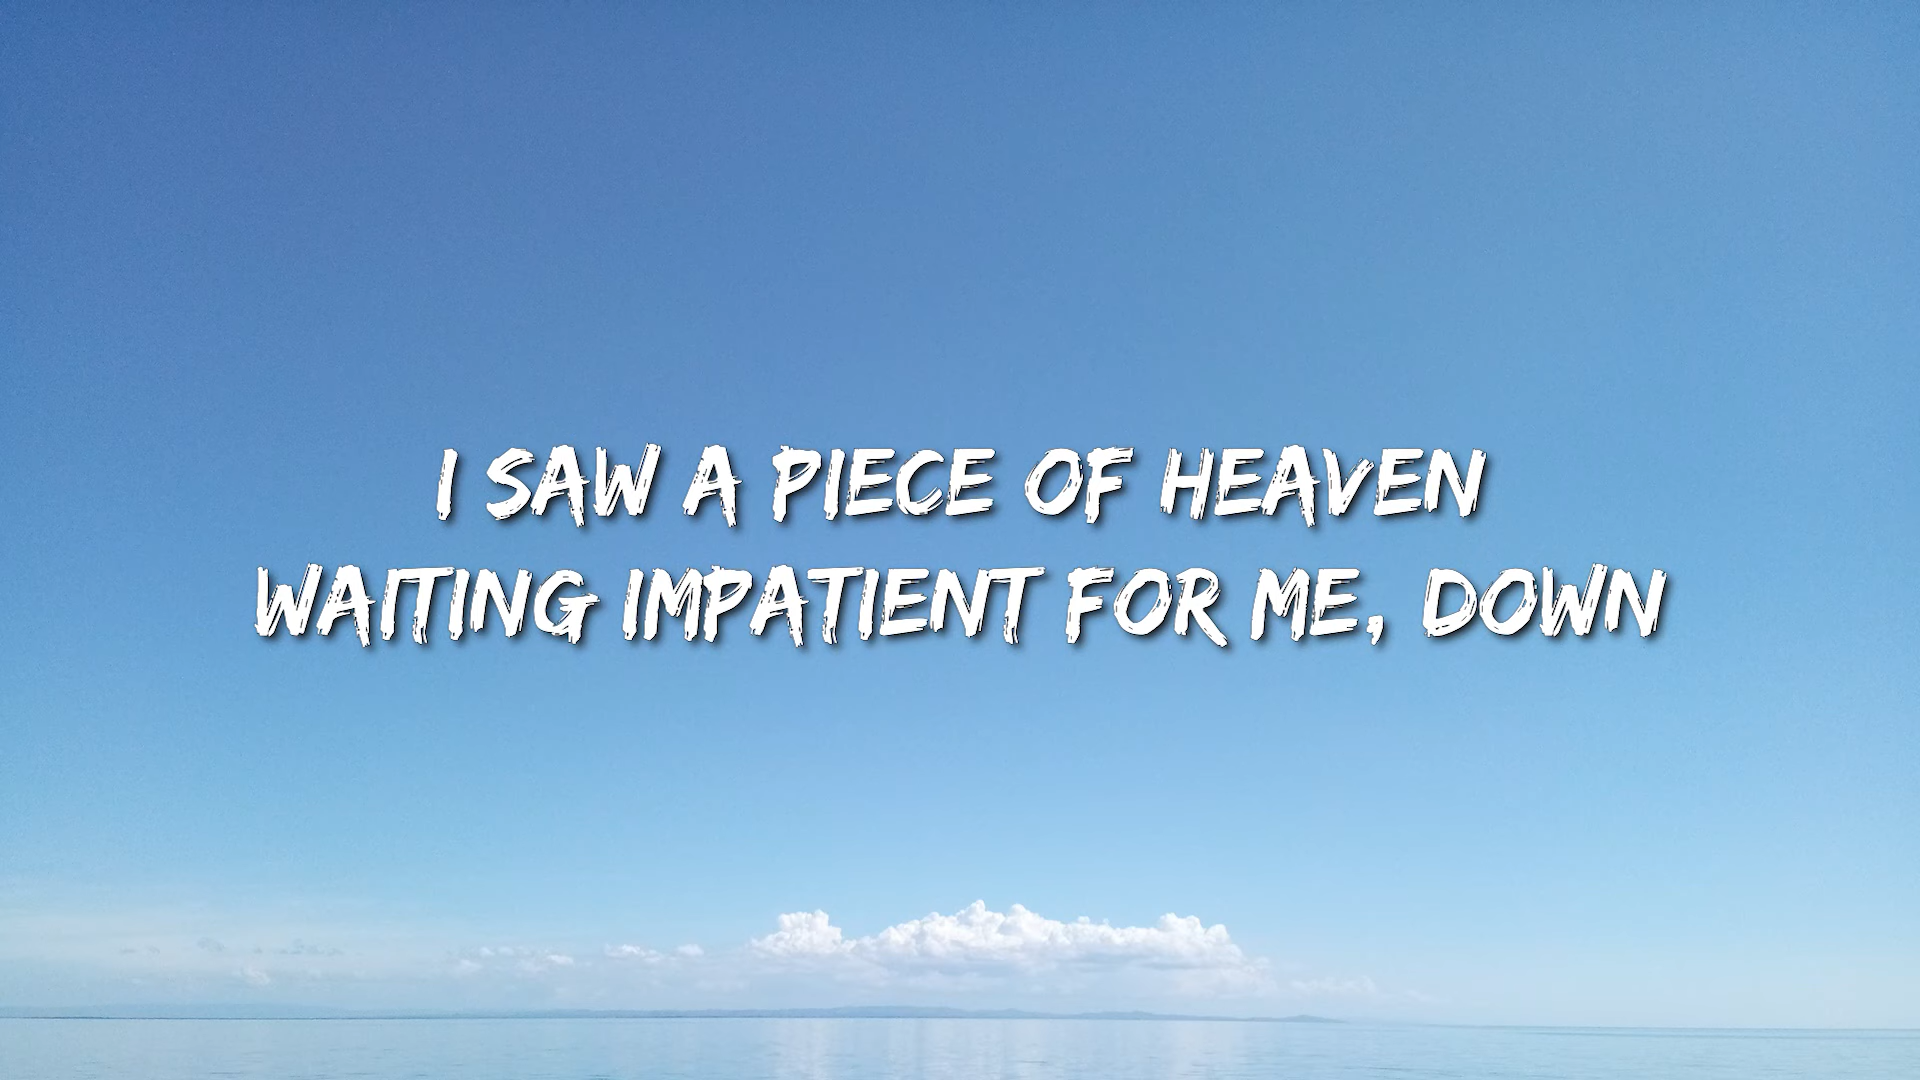 I SAW A PIECE OF HEAVEN
WAITING IMPATIENT FOR ME, DOWN